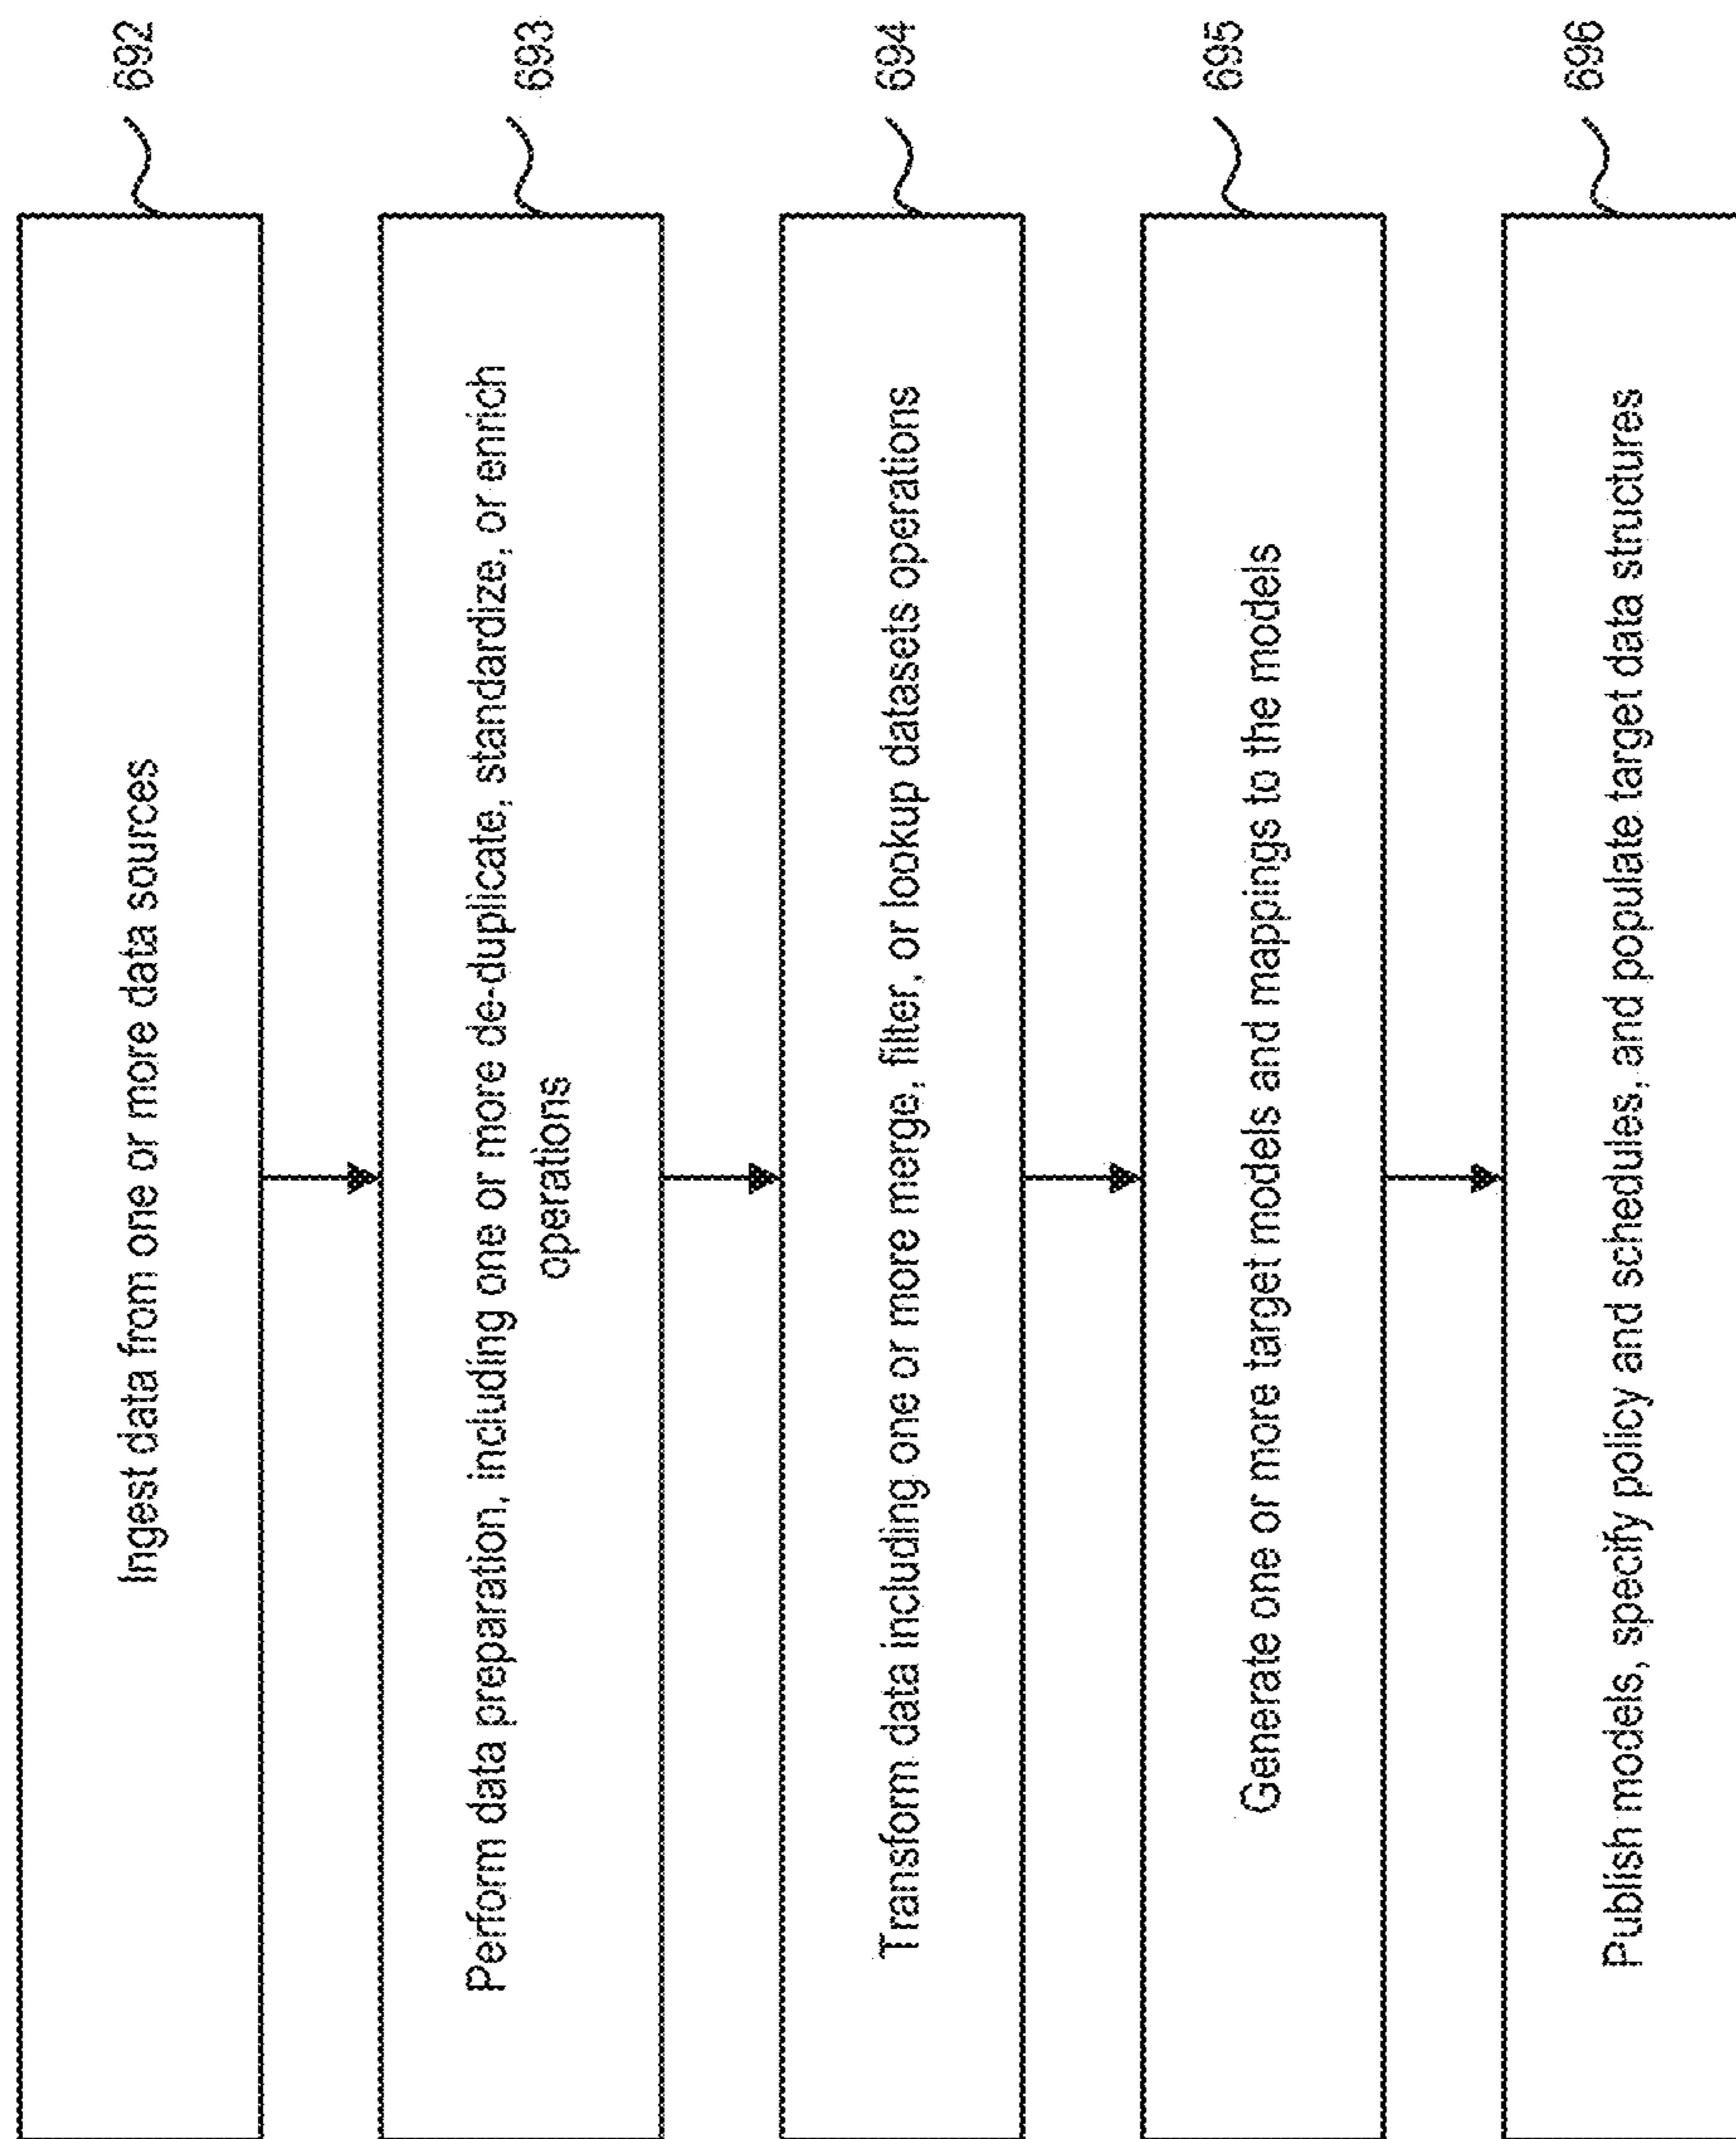 Ingest data from one or more data sources
692
Perform data preparation, including one or more de-duplicate, standardize, or enrich
operations
693
Transform data including one or more merge, filter, or lookup datasets operations
694
Generate one or more target models and mappings to the models
695
Publish models, specify policy and schedules, and populate target data structures
696